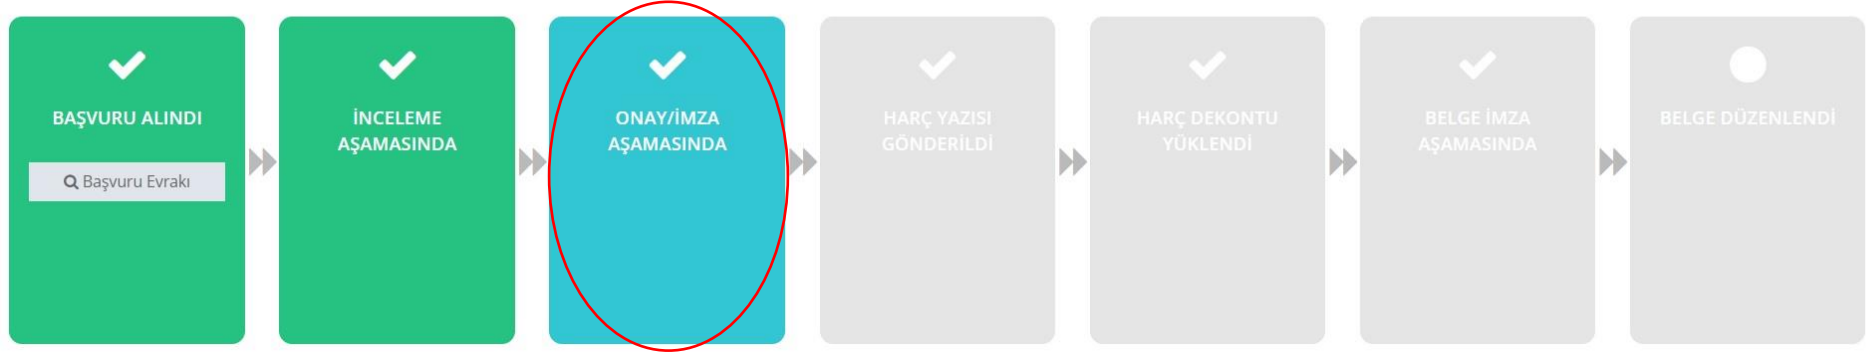 BAŞVURU ALINDI
Başvuru Evrakı
İNCELEME
AŞAMASINDA
ONAY/İMZA
AŞAMASINDA
HARÇ YAZISI
GÖNDERİLDİ
HARÇ DEKONTU
YÜKLENDİ
BELGE İMZA
AŞAMASINDA
BELGE DÜZENLENDİ